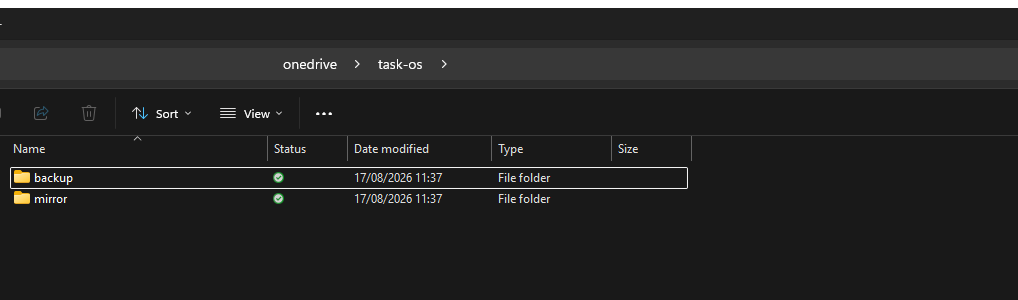 onedrive > task-os >
Sort View ...
Name Status Date modified Type Size
backup 17/08/2026 11:37 File folder
mirror 17/08/2026 11:37 File folder